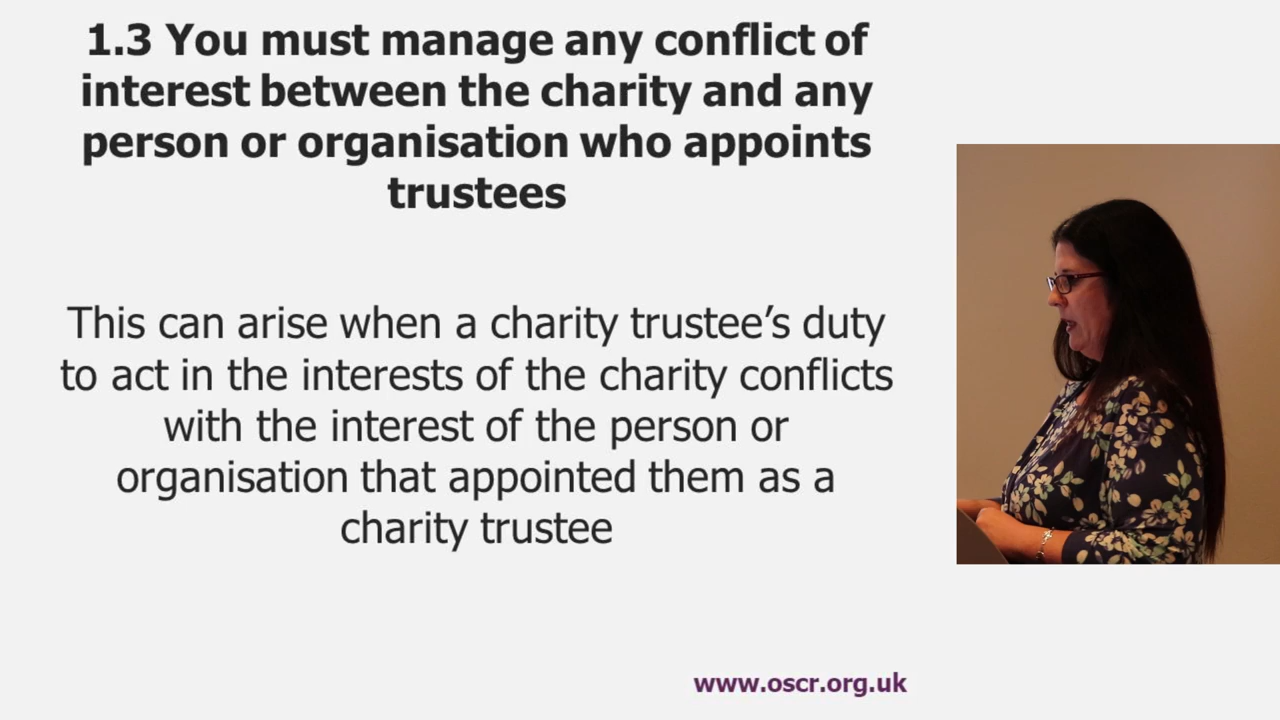 1.3 You must manage any conflict of
interest between the charity and any
person or organisation who appoints
trustees
This can arise when a charity trustee’s duty
to act in the interests of the charity conflicts
with the interest of the person or
organisation that appointed them as a
charity trustee
www.oscr.org.uk